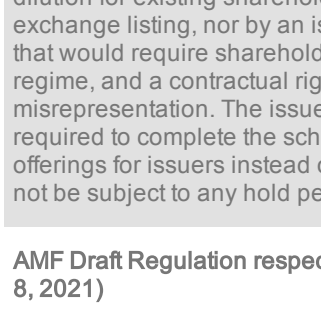 dilution for existing sharehol
exchange listing, nor by an i
that would require sharehold
regime, and a contractual rig
misrepresentation. The issue
required to complete the sch
offerings for issuers instead
not be subject to any hold pe
AMF Draft Regulation respec
8, 2021)